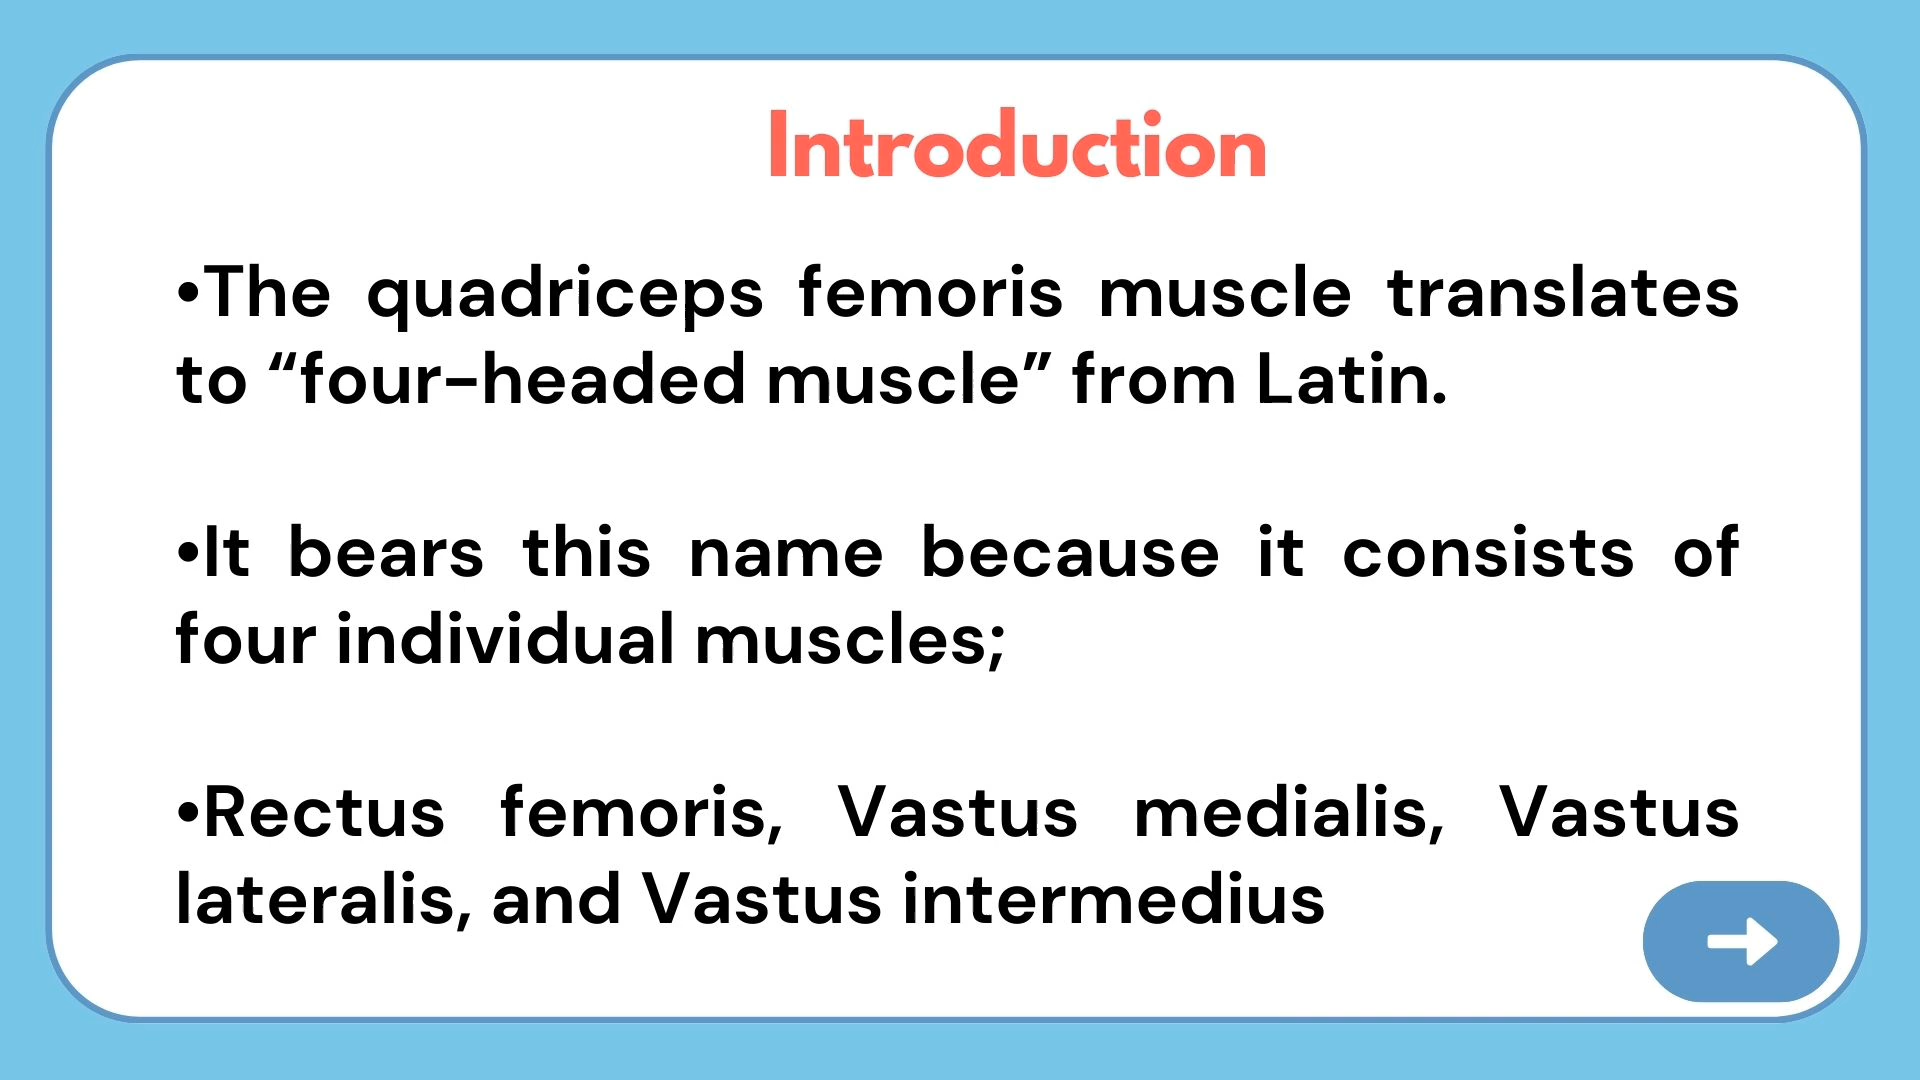 Introduction
•The quadriceps femoris muscle translates
to “four-headed muscle” from Latin.
•It bears this name because it consists of
four individual muscles;
•Rectus femoris, Vastus medialis, Vastus
lateralis, and Vastus intermedius